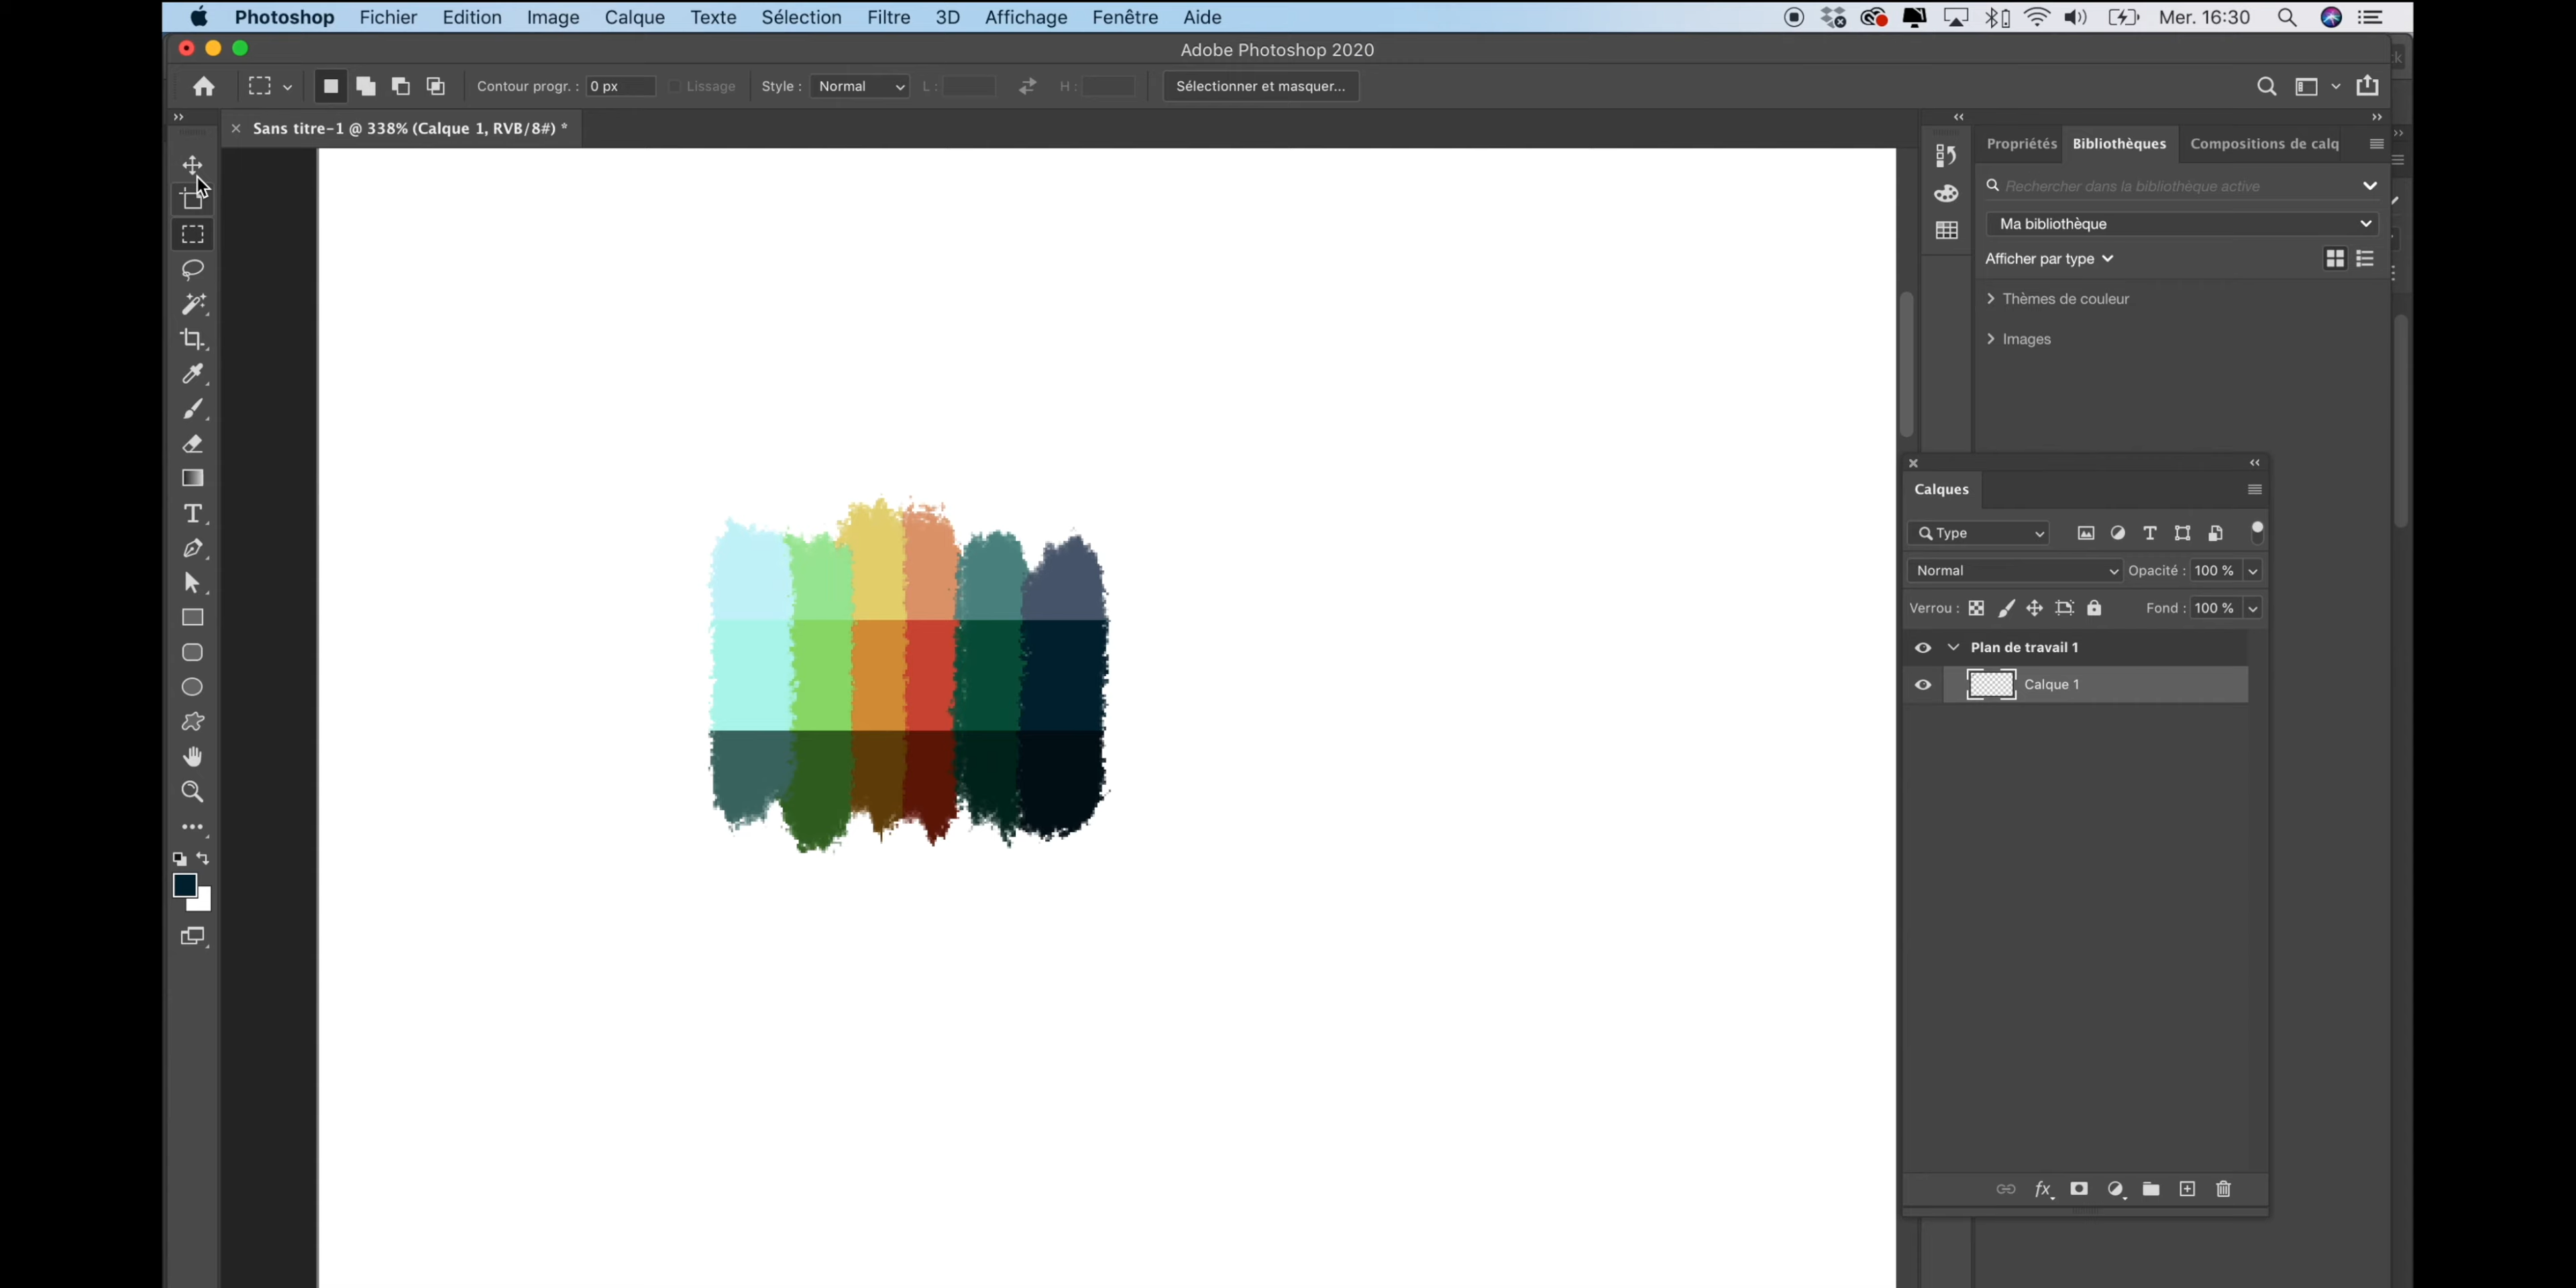 Photoshop Fichier Edition Image Calque Texte Sélection Filtre 3D Affichage Fenêtre Aide Mer. 16:30
Adobe Photoshop 2020
Contour progr. : 0 px Lissage Style : Normal L : H : Sélectionner et masquer...
Sans titre-1 @ 338% (Calque 1, RVB/8#) *
Propriétés Bibliothèques Compositions de calq
Rechercher dans la bibliothèque active
Ma bibliothèque
Afficher par type
Thèmes de couleur
Images
Calques
Type
Normal Opacité : 100 %
Verrou : Fond : 100 %
Plan de travail 1
Calque 1
fx